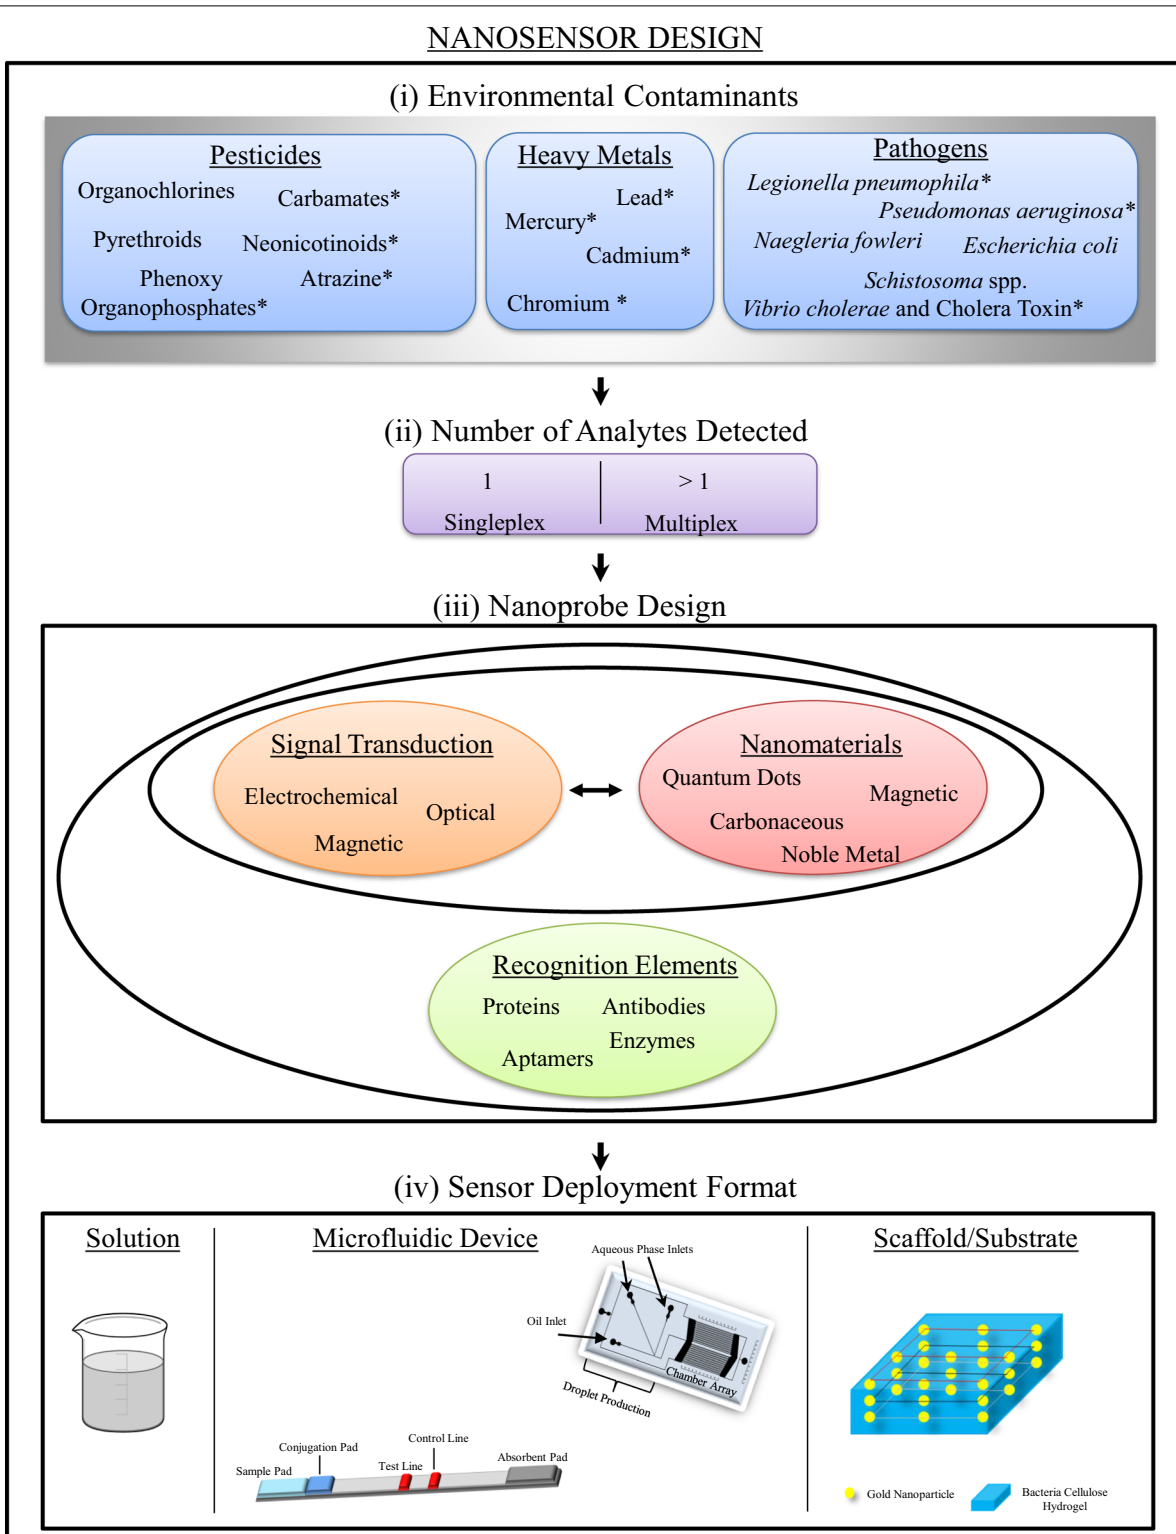 NANOSENSOR DESIGN
(i) Environmental Contaminants
Pesticides
Organochlorines
Carbamates*
Pyrethroids
Neonicotinoids*
Phenoxy
Atrazine*
Organophosphates*
Heavy Metals
Lead*
Mercury*
Cadmium*
Chromium *
Pathogens
Legionella pneumophila*
Pseudomonas aeruginosa*
Naegleria fowleri
Escherichia coli
Schistosoma spp.
Vibrio cholerae and Cholera Toxin*
(ii) Number of Analytes Detected
1
Singleplex
> 1
Multiplex
(iii) Nanoprobe Design
Signal Transduction
Electrochemical
Optical
Magnetic
Nanomaterials
Quantum Dots
Magnetic
Carbonaceous
Noble Metal
Recognition Elements
Proteins
Antibodies
Enzymes
Aptamers
(iv) Sensor Deployment Format
Solution
Microfluidic Device
Aqueous Phase Inlets
Oil Inlet
Chamber Array
Droplet Production
Control Line
Conjugation Pad
Test Line
Absorbent Pad
Sample Pad
Scaffold/Substrate
Gold Nanoparticle
Bacteria Cellulose
Hydrogel